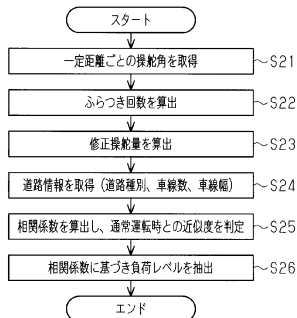 スタート
一定距離ごとの操舵角を取得
S21
ふらつき回数を算出
S22
修正操舵量を算出
S23
道路情報を取得（道路種別、車線数、車線幅）
S24
相関係数を算出し、通常運転時との近似度を判定
S25
相関係数に基づき負荷レベルを抽出
S26
エンド